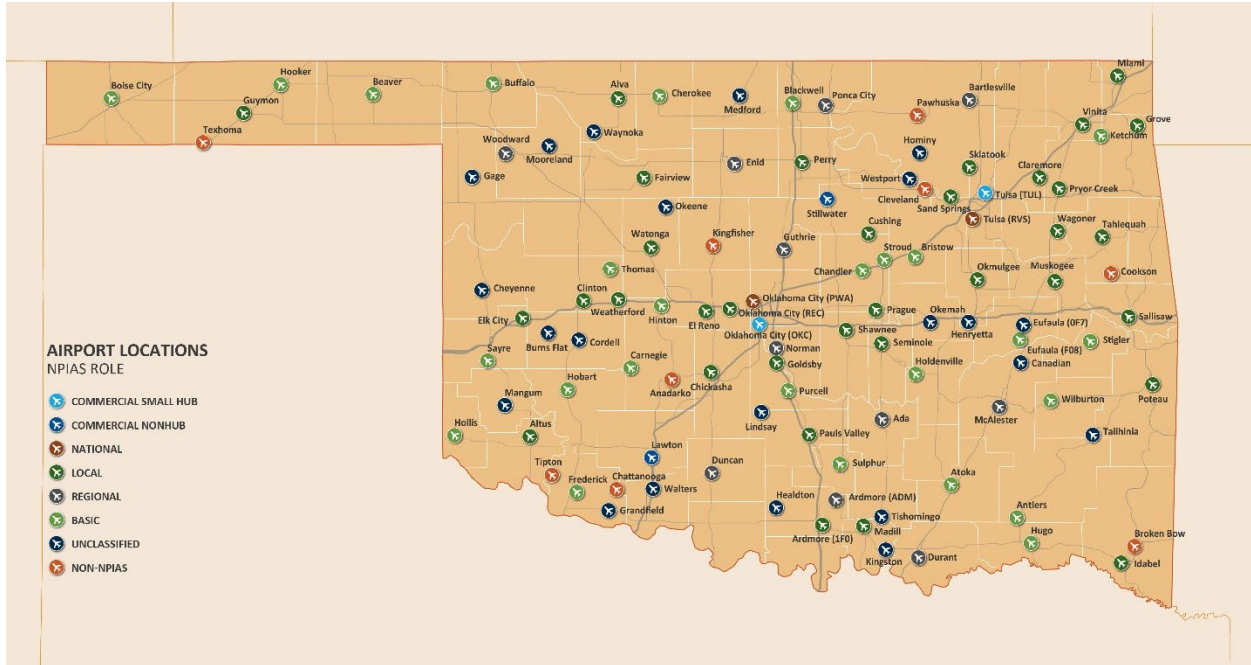 Miami
Hooker
Boise City
Beaver
Buffalo
Alva
Cherokee
Medford
Blackwell
Ponca City
Bartlesville
Pawhuska
Guymon
Vinita
Grove
Ketchum
Texhoma
Waynoka
Woodward
Mooreland
Hominy
Enid
Perry
Skiatook
Claremore
Gage
Fairview
Westport
Pryor Creek
Cleveland
Sand Springs
Tulsa (TUL)
Okeene
Stillwater
Tulsa (RVS)
Cushing
Wagoner
Tahlequah
Watonga
Kingfisher
Guthrie
Stroud
Bristow
Thomas
Chandler
Okmulgee
Muskogee
Cookson
Cheyenne
Clinton
Weatherford
Hinton
El Reno
Oklahoma City (PWA)
Oklahoma City (REC)
Prague
Okemah
Henryetta
Eufaula (0F7)
Sallisaw
Elk City
Burns Flat
Cordell
Oklahoma City (OKC)
Shawnee
Seminole
Eufaula (F08)
Stigler
Norman
Goldsby
Canadian
Sayre
Carnegie
Holdenville
Hobart
Anadarko
Chickasha
Purcell
Wilburton
Poteau
Mangum
Lindsay
Ada
McAlester
Hollis
Altus
Pauls Valley
Talihinia
Lawton
Tipton
Frederick
Chattanooga
Walters
Duncan
Sulphur
Atoka
Grandfield
Healdton
Ardmore (ADM)
Tishomingo
Antlers
Ardmore (1F0)
Madill
Hugo
Broken Bow
Kingston
Durant
Idabel
AIRPORT LOCATIONS
NPIAS ROLE
COMMERCIAL SMALL HUB
COMMERCIAL NONHUB
NATIONAL
LOCAL
REGIONAL
BASIC
UNCLASSIFIED
NON-NPIAS